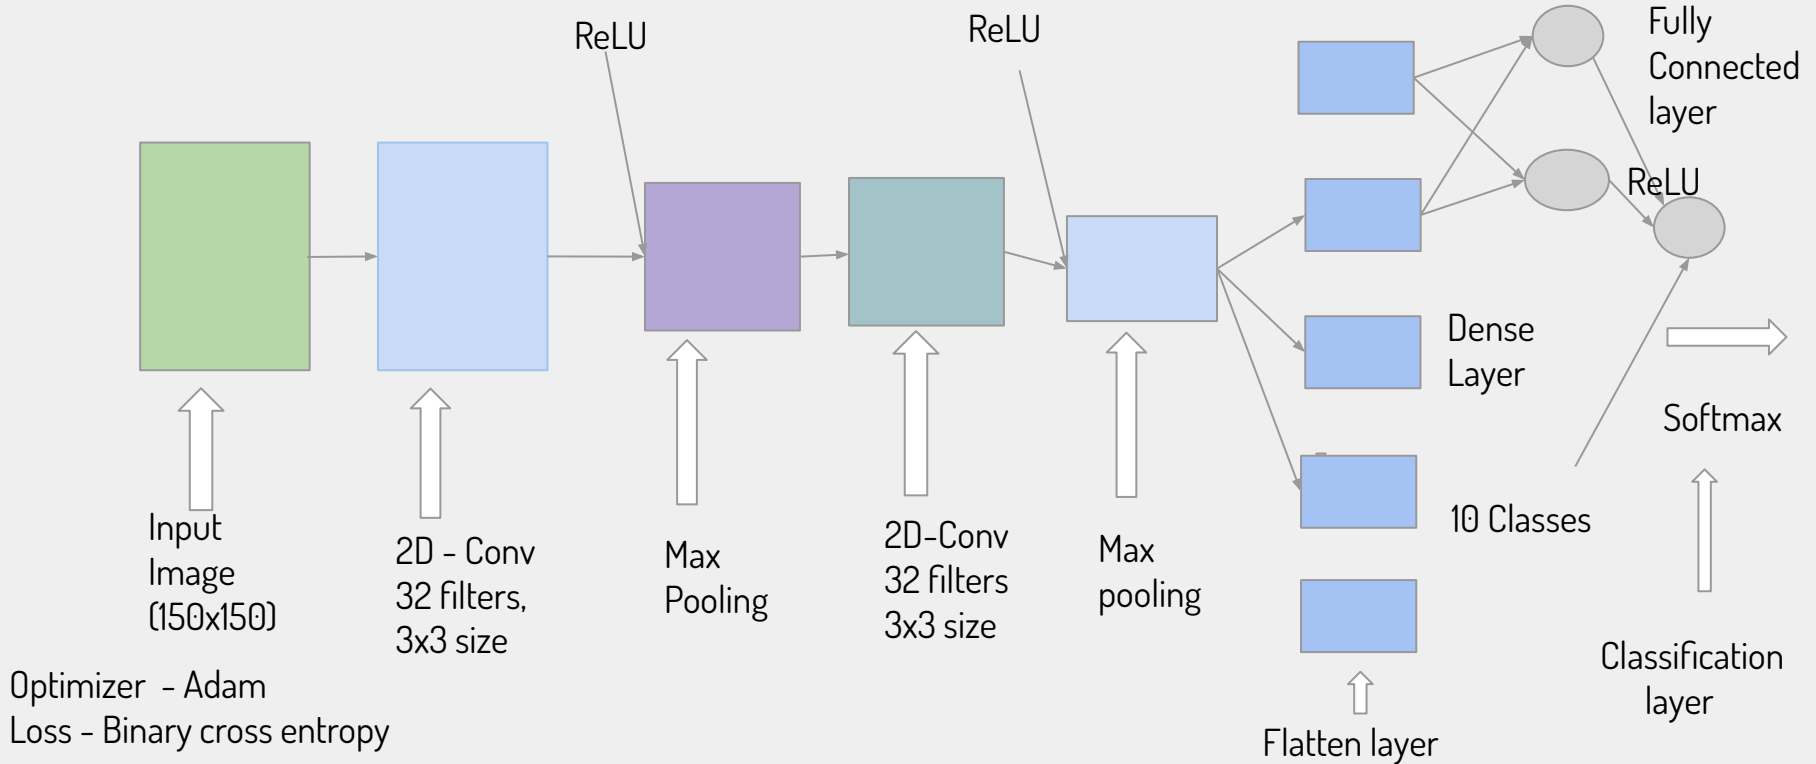 ReLU
ReLU
Fully
Connected
layer
ReLU
Dense
Layer
Softmax
10 Classes
Input
Image
(150x150)
2D - Conv
32 filters,
3x3 size
Max
Pooling
2D-Conv
32 filters
3x3 size
Max
pooling
Classification
layer
Optimizer - Adam
Loss - Binary cross entropy
Flatten layer